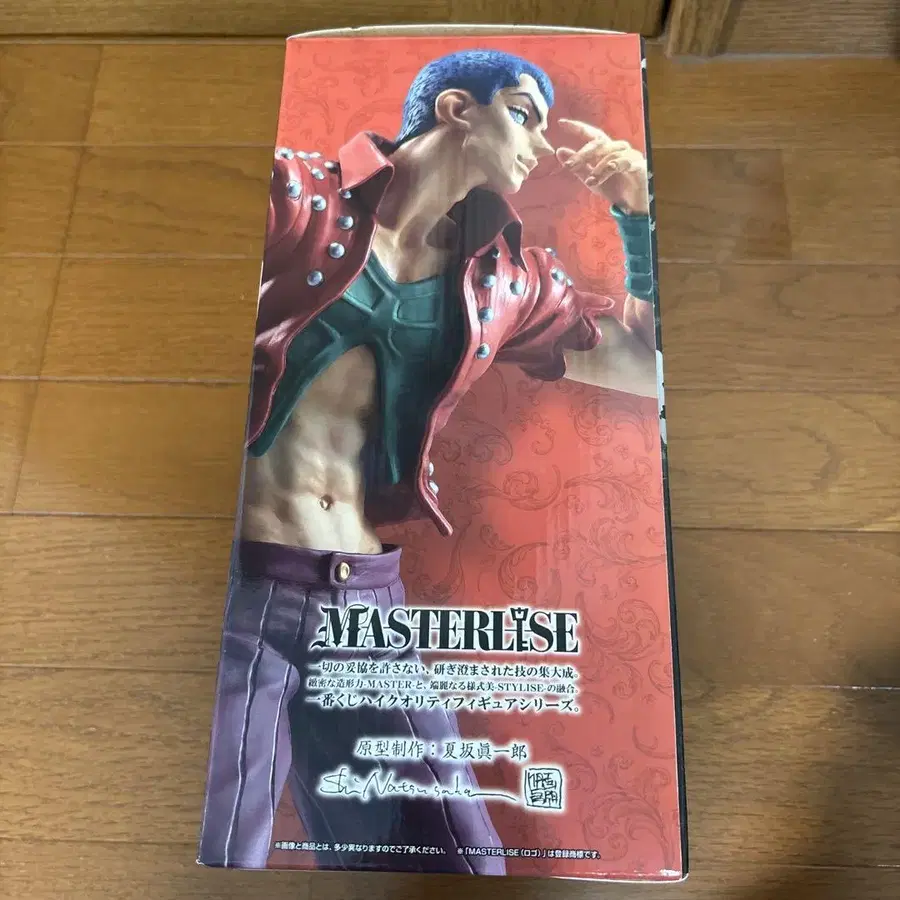 MASTERLISE
一切の妥協を許さない、研ぎ澄まされた技の集大成。
緻密な造形力-MASTER-と、端麗なる様式美-STYLISE-の融合。
一番くじハイクオリティフィギュアシリーズ。
原型制作：夏坂眞一郎
Shi Natsusaka
※画像と商品とは、多少異なりますのでご了承ください。 ※「MASTERLISE（ロゴ）」は登録商標です。